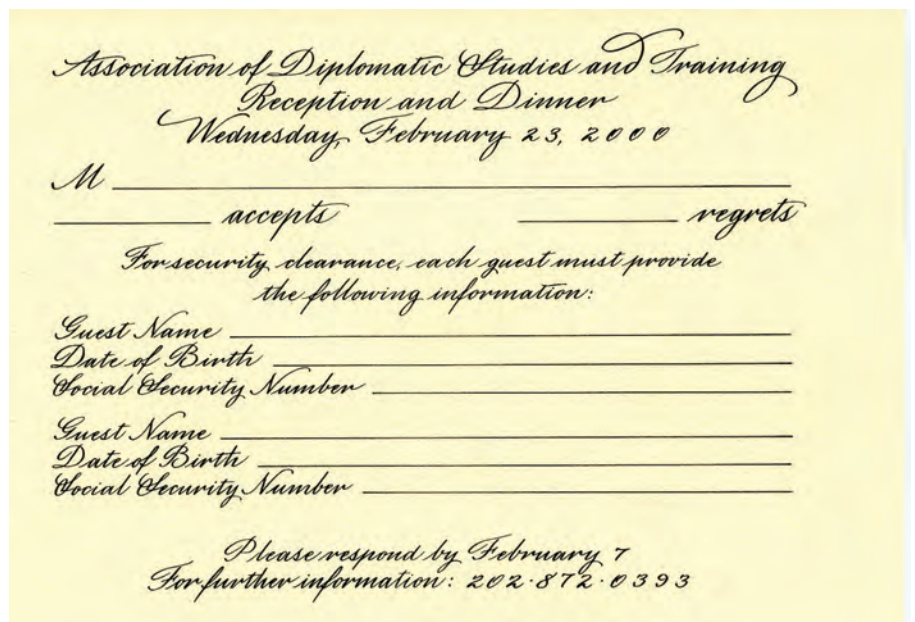 Association of Diplomatic Studies and Training
Reception and Dinner
Wednesday, February 23, 2000
M
accepts regrets
For security clearance, each guest must provide
the following information:
Guest Name
Date of Birth
Social Security Number
Guest Name
Date of Birth
Social Security Number
Please respond by February 7
For further information: 202·872·0393